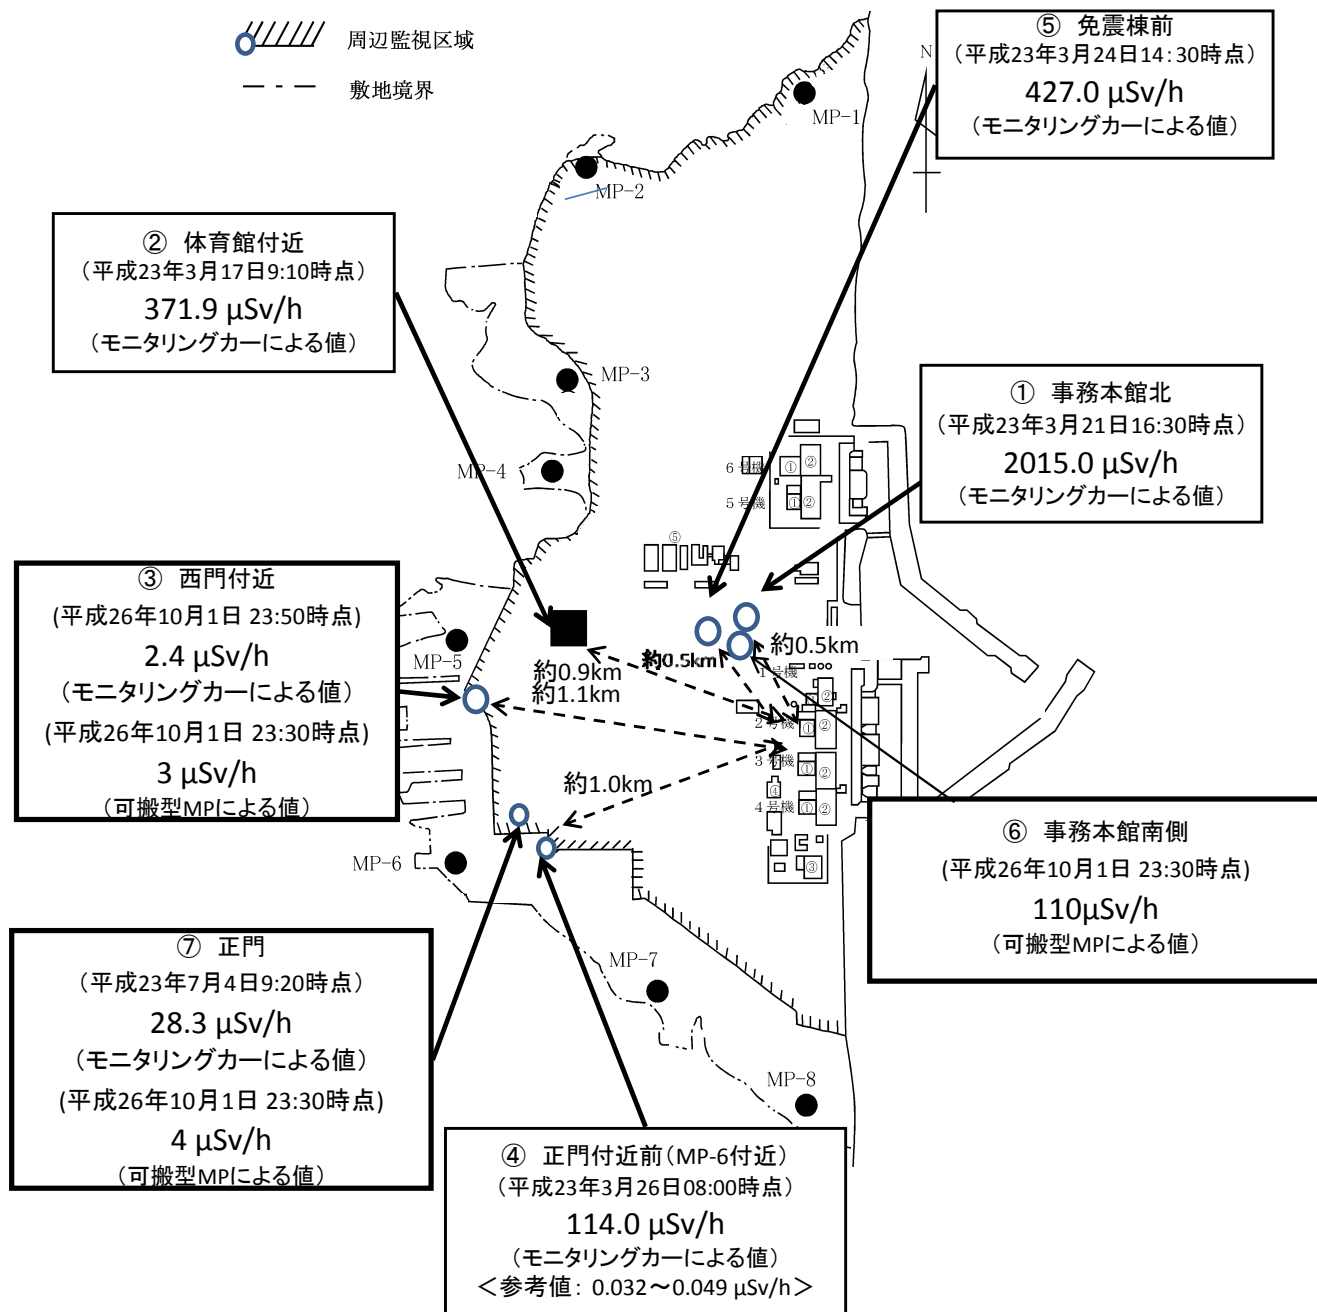 周辺監視区域
敷地境界
⑤ 免震棟前
（平成23年3月24日14:30時点）
427.0 μSv/h
（モニタリングカーによる値）
N
MP-1
MP-2
② 体育館付近
（平成23年3月17日9:10時点）
371.9 μSv/h
（モニタリングカーによる値）
MP-3
① 事務本館北
（平成23年3月21日16:30時点）
2015.0 μSv/h
（モニタリングカーによる値）
MP-4
6号機
①
②
5号機
①
②
⑤
③ 西門付近
(平成26年10月1日 23:50時点)
2.4 μSv/h
（モニタリングカーによる値）
(平成26年10月1日 23:30時点)
3 μSv/h
（可搬型MPによる値）
MP-5
約0.9km
約1.1km
約0.5km
約0.5km
1号機
②
2号機
①
②
3号機
①
②
約1.0km
④
4号機
①
②
③
MP-6
⑥ 事務本館南側
(平成26年10月1日 23:30時点)
110μSv/h
（可搬型MPによる値）
⑦ 正門
（平成23年7月4日9:20時点）
28.3 μSv/h
（モニタリングカーによる値）
(平成26年10月1日 23:30時点)
4 μSv/h
（可搬型MPによる値）
MP-7
MP-8
④ 正門付近前（MP-6付近）
（平成23年3月26日08:00時点）
114.0 μSv/h
（モニタリングカーによる値）
＜参考値：0.032～0.049 μSv/h＞